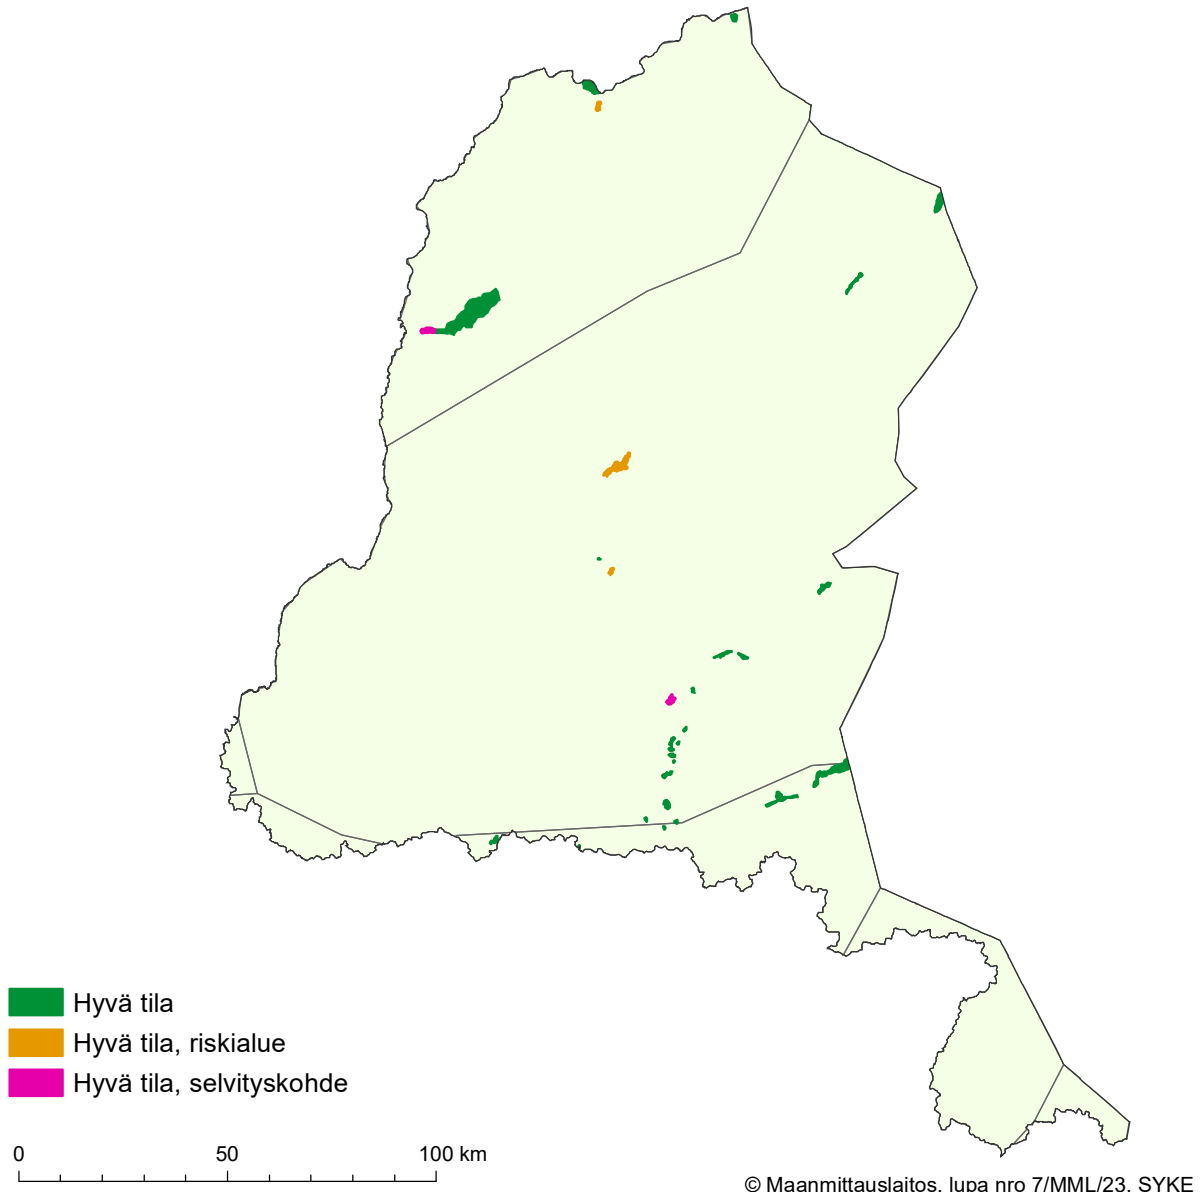 Hyvä tila
Hyvä tila, riskialue
Hyvä tila, selvityskohde
0 50 100 km
© Maanmittauslaitos, lupa nro 7/MML/23, SYKE